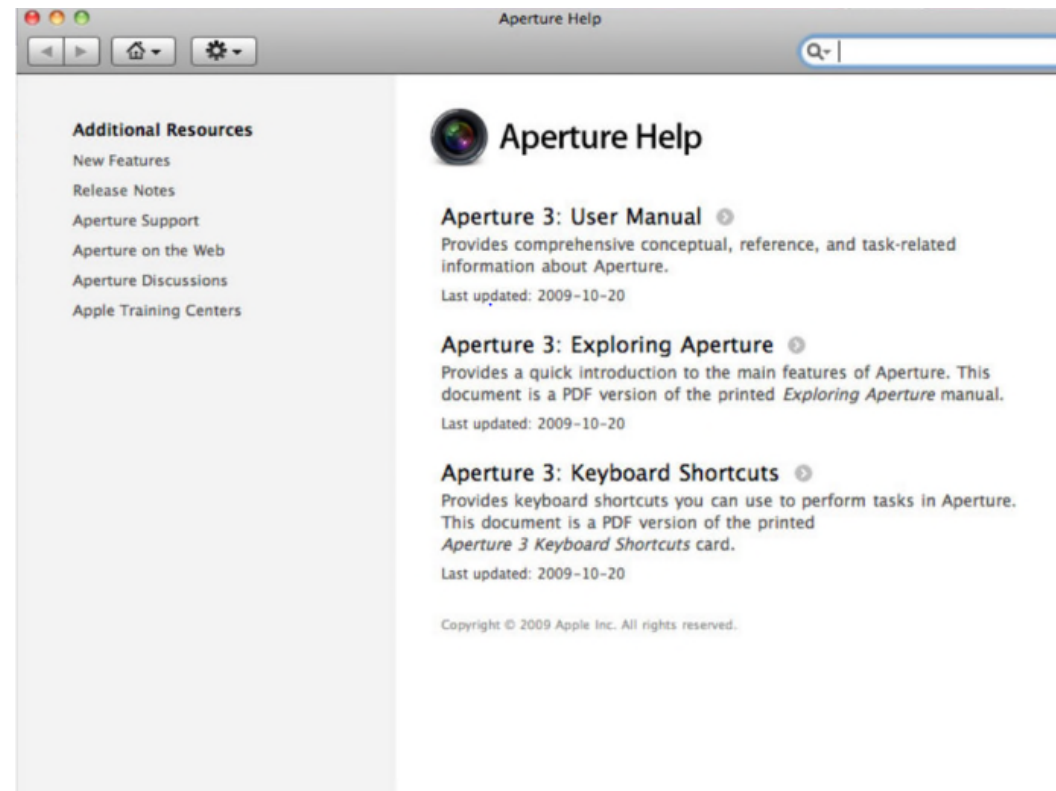 Aperture Help
Additional Resources
New Features
Release Notes
Aperture Support
Aperture on the Web
Aperture Discussions
Apple Training Centers
Aperture Help
Aperture 3: User Manual
Provides comprehensive conceptual, reference, and task-related
information about Aperture.
Last updated: 2009-10-20
Aperture 3: Exploring Aperture
Provides a quick introduction to the main features of Aperture. This
document is a PDF version of the printed Exploring Aperture manual.
Last updated: 2009-10-20
Aperture 3: Keyboard Shortcuts
Provides keyboard shortcuts you can use to perform tasks in Aperture.
This document is a PDF version of the printed
Aperture 3 Keyboard Shortcuts card.
Last updated: 2009-10-20
Copyright © 2009 Apple Inc. All rights reserved.